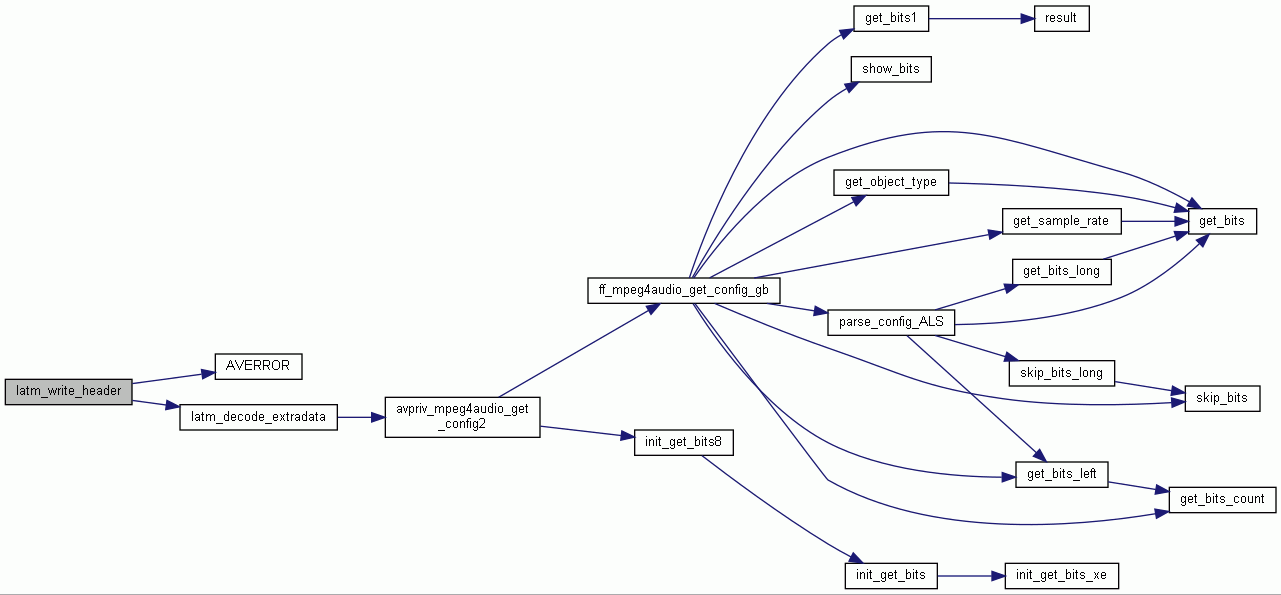 get_bits1
result
show_bits
get_object_type
get_sample_rate
get_bits
get_bits_long
ff_mpeg4audio_get_config_gb
parse_config_ALS
AVERROR
skip_bits_long
latm_write_header
skip_bits
latm_decode_extradata
avpriv_mpeg4audio_get
_config2
init_get_bits8
get_bits_left
get_bits_count
init_get_bits
init_get_bits_xe